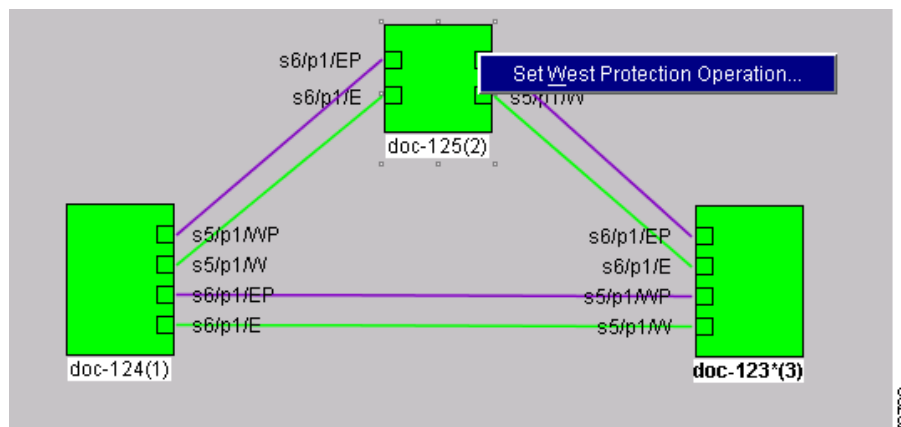 s6/p1/EP
Set West Protection Operation...
s6/p1/E
s5/p1/W
doc-125(2)
s5/p1/WP
s6/p1/EP
s5/p1/W
s6/p1/E
s6/p1/EP
s5/p1/WP
s6/p1/E
s5/p1/W
doc-124(1)
doc-123*(3)